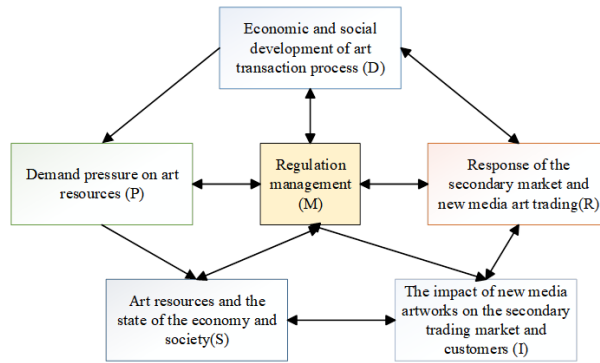 Economic and social
development of art
transaction process (D)
Demand pressure on art
resources (P)
Regulation
management
(M)
Response of the
secondary market and
new media art trading(R)
Art resources and the
state of the economy and
society(S)
The impact of new media
artworks on the secondary
trading market and
customers (I)